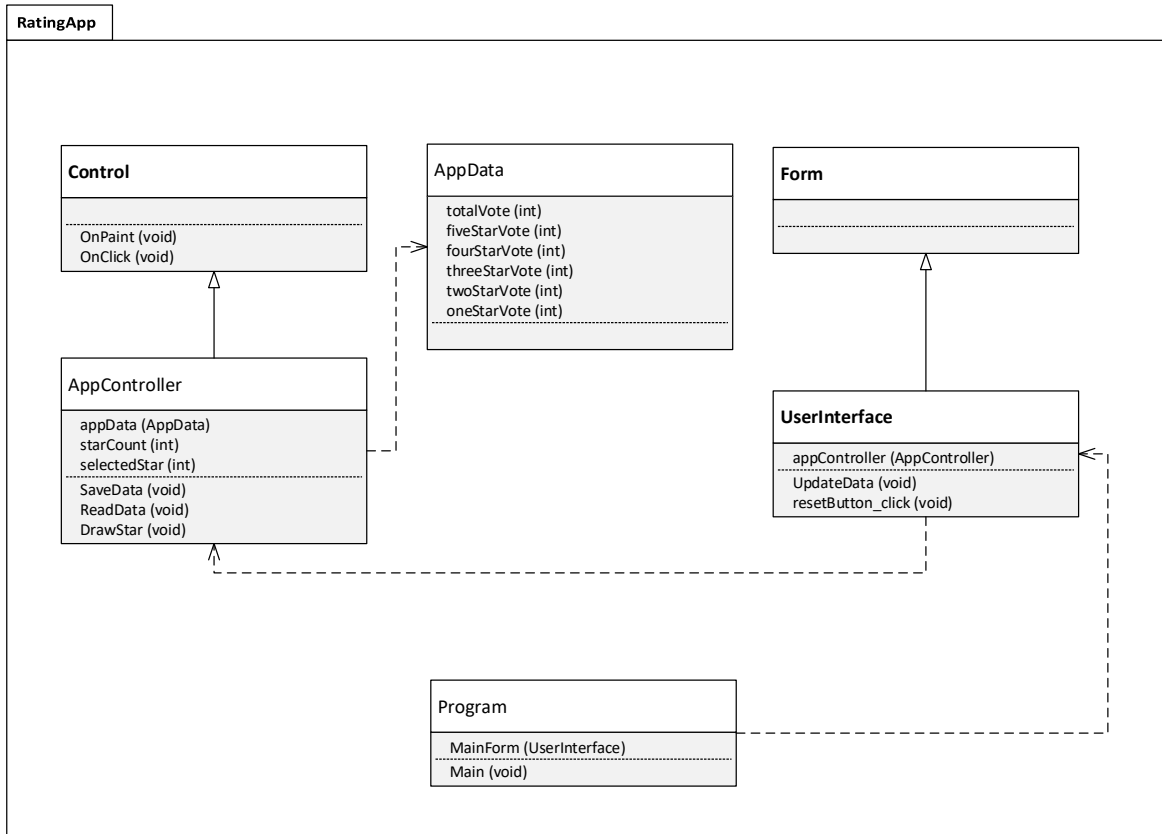 RatingApp
Control
OnPaint (void)
OnClick (void)
AppData
totalVote (int)
fiveStarVote (int)
fourStarVote (int)
threeStarVote (int)
twoStarVote (int)
oneStarVote (int)
Form
AppController
appData (AppData)
starCount (int)
selectedStar (int)
SaveData (void)
ReadData (void)
DrawStar (void)
UserInterface
appController (AppController)
UpdateData (void)
resetButton_click (void)
Program
MainForm (UserInterface)
Main (void)